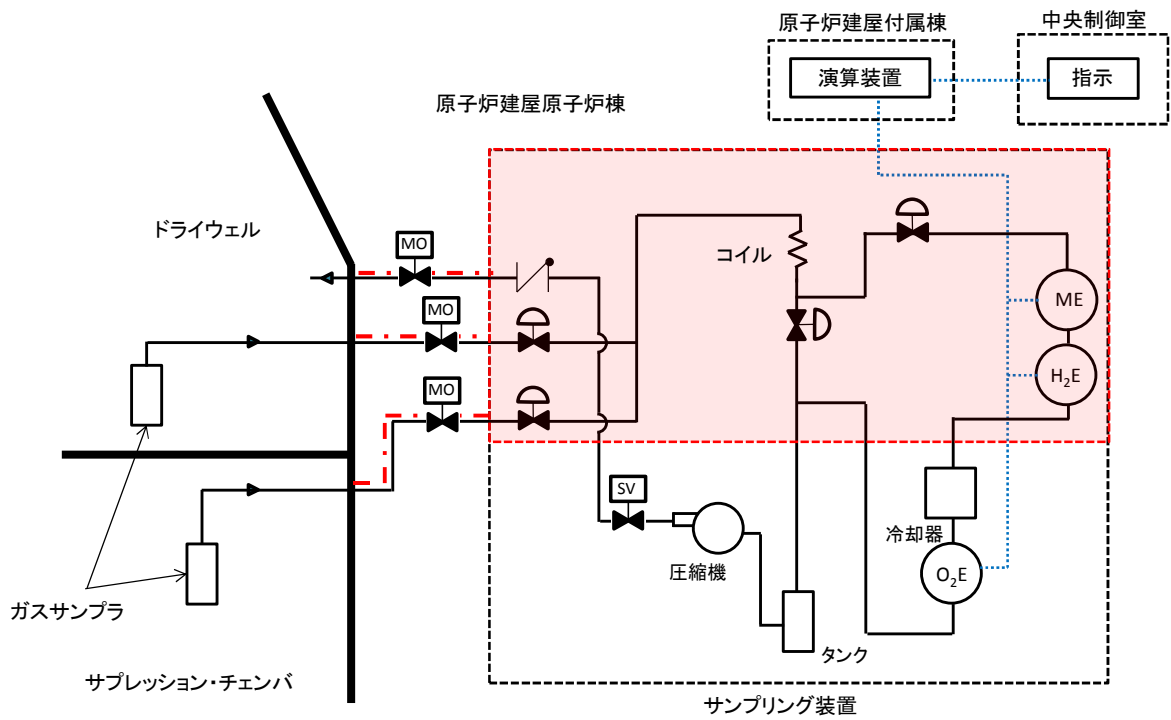 原子炉建屋付属棟
中央制御室
演算装置
指示
原子炉建屋原子炉棟
ドライウェル
MO
コイル
MO
ME
H₂E
MO
SV
冷却器
圧縮機
O₂E
ガスサンプラ
タンク
サプレッション・チェンバ
サンプリング装置